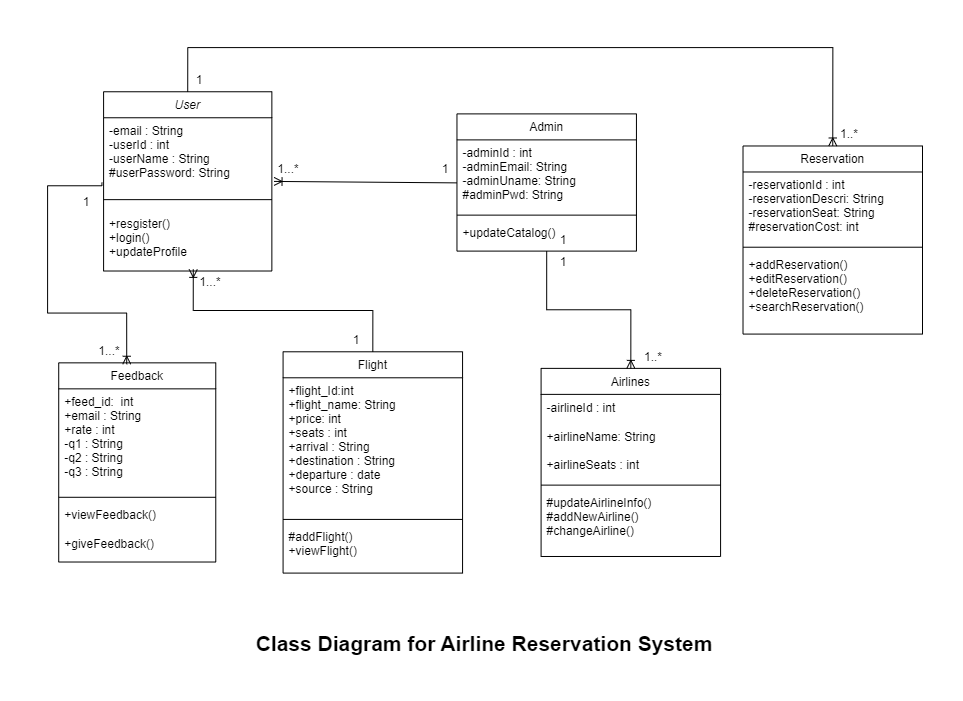 1
User
-email : String
-userId : int
-userName : String
#userPassword: String
+resgister()
+login()
+updateProfile
1
1...*
1
Admin
-adminId : int
-adminEmail: String
-adminUname: String
#adminPwd: String
+updateCatalog()
1
1
1..*
Reservation
-reservationId : int
-reservationDescri: String
-reservationSeat: String
#reservationCost: int
+addReservation()
+editReservation()
+deleteReservation()
+searchReservation()
1...*
1...*
Feedback
+feed_id: int
+email : String
+rate : int
-q1 : String
-q2 : String
-q3 : String
+viewFeedback()
+giveFeedback()
1
Flight
+flight_Id:int
+flight_name: String
+price: int
+seats : int
+arrival : String
+destination : String
+departure : date
+source : String
#addFlight()
+viewFlight()
1..*
Airlines
-airlineId : int
+airlineName: String
+airlineSeats : int
#updateAirlineInfo()
#addNewAirline()
#changeAirline()
Class Diagram for Airline Reservation System